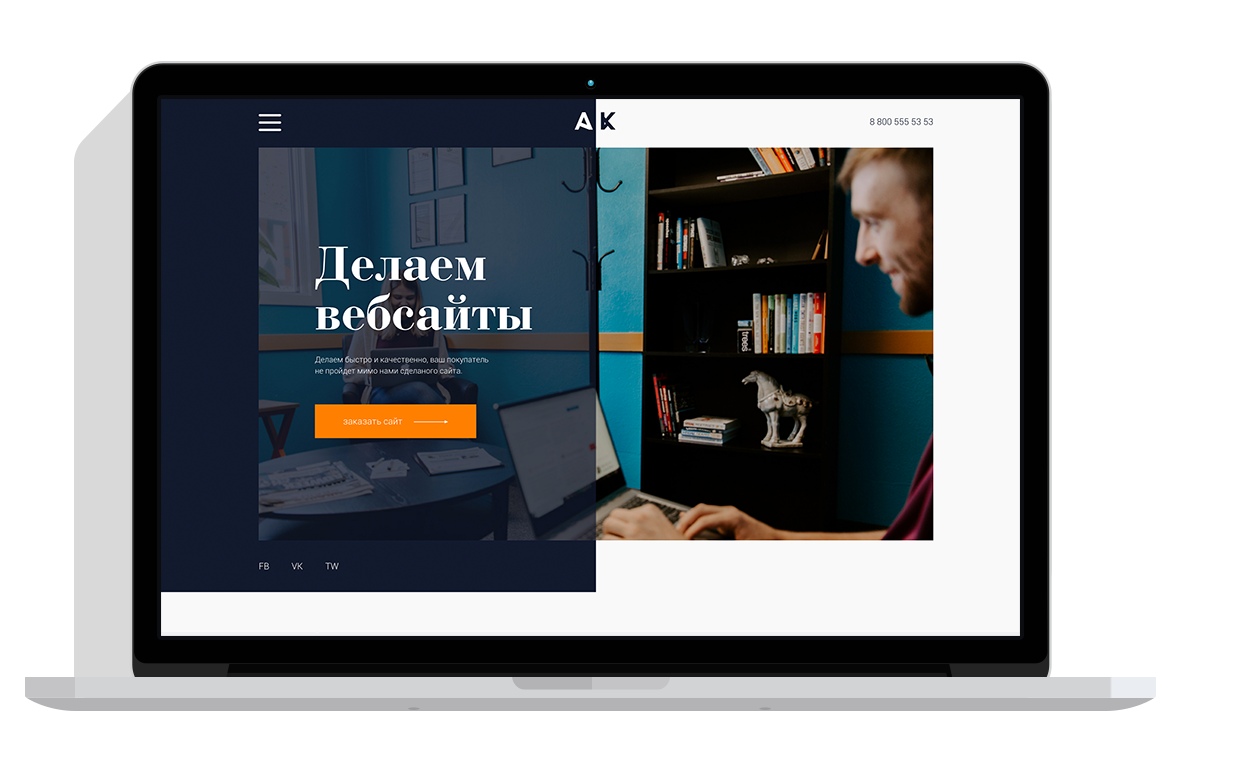 AK
8 800 555 53 53
Делаем
вебсайты
Делаем быстро и качественно, ваш покупатель
не пройдет мимо нами сделаного сайта.
заказать сайт
trees
FB VK TW